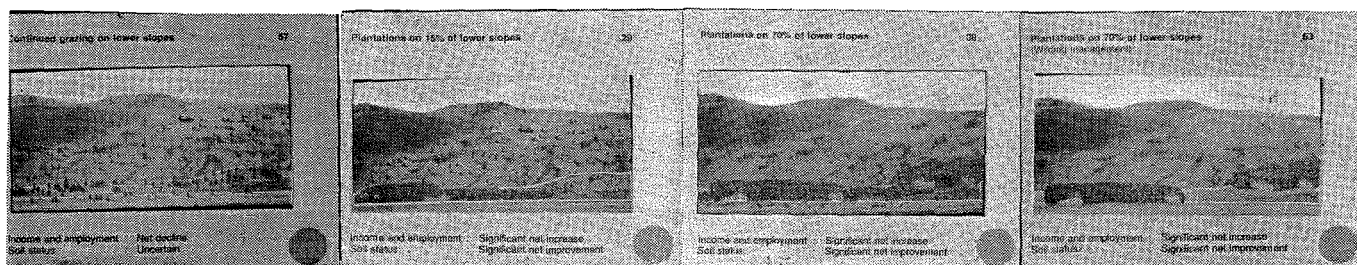 Continued grazing on lower slopes 57
Income and employment Net decline
Soil status Uncertain
Plantations on 15% of lower slopes 29
Income and employment Significant net increase
Soil status Significant net improvement
Plantations on 70% of lower slopes
Income and employment Significant net increase
Soil status Significant net improvement
Plantations on 70% of lower slopes 63
Income and employment Significant net increase
Soil status Significant net improvement